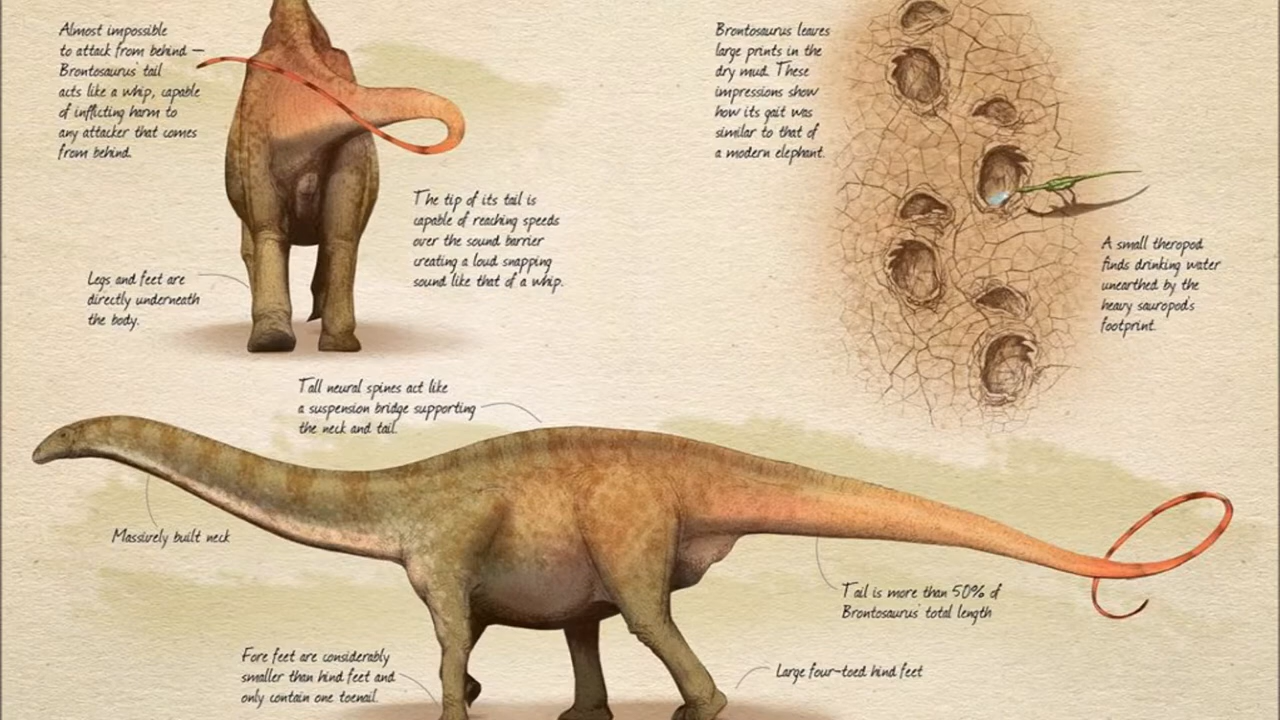 Almost impossible
to attack from behind –
Brontosaurus' tail
acts like a whip, capable
of inflicting harm to
any attacker that comes
from behind.
The tip of its tail is
capable of reaching speeds
over the sound barrier
creating a loud snapping
sound like that of a whip.
Legs and feet are
directly underneath
the body.
Brontosaurus leaves
large prints in the
dry mud. These
impressions show
how its gait was
similar to that of
a modern elephant.
A small theropod
finds drinking water
unearthed by the
heavy sauropod's
footprint.
Tall neural spines act like
a suspension bridge supporting
the neck and tail.
Massively built neck
Tail is more than 50% of
Brontosaurus' total length
Fore feet are considerably
smaller than hind feet and
only contain one toenail.
Large four-toed hind feet